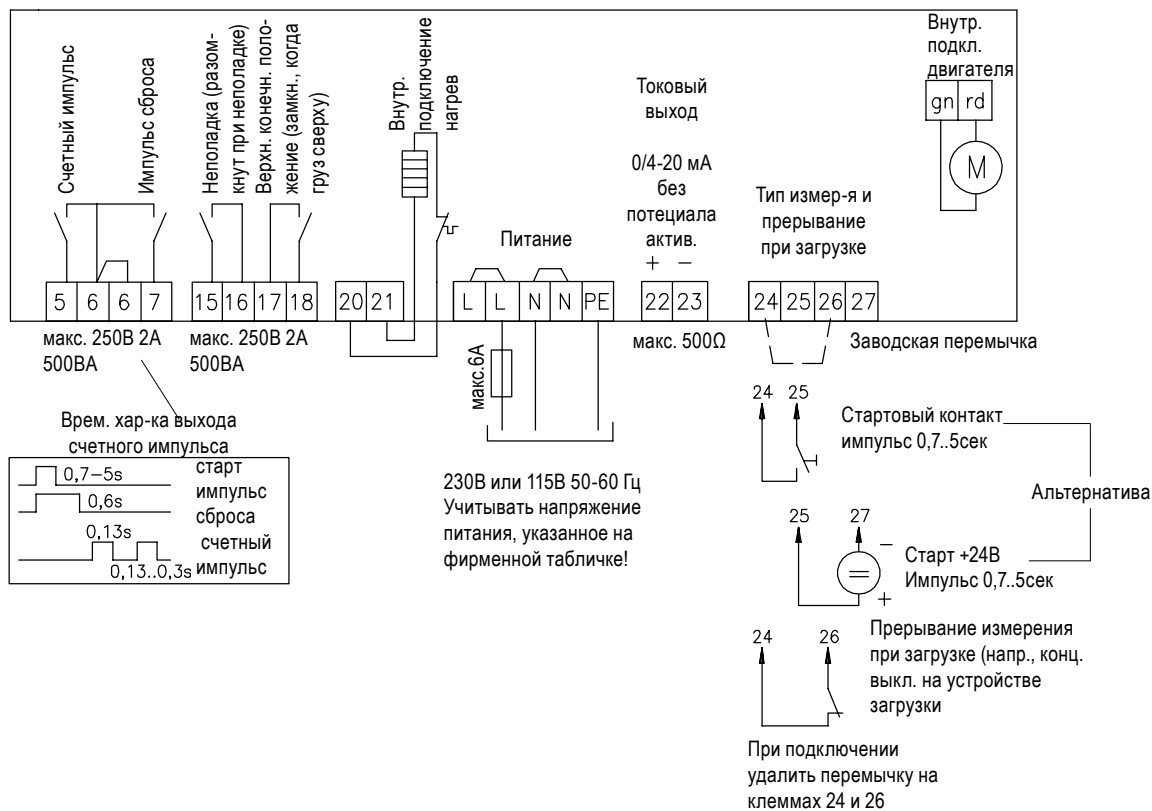 Счетный импульс
Импульс сброса
Неполадка (разом-
кнут при неполадке)
Верхн. конечн. поло-
жение (замкн., когда
груз сверху)
Внутр.
подключение
нагрев
Токовый
выход
0/4-20 мА
без
потециала
актив.
+ −
Питание
Тип измер-я и
прерывание
при загрузке
Внутр.
подкл.
двигателя
gn rd
M
5 6 6 7
15 16 17 18
20 21
L L N N PE
22 23
24 25 26 27
макс. 250В 2А
500ВА
макс. 250В 2А
500ВА
макс.6А
макс. 500Ω
Заводская перемычка
Врем. хар-ка выхода
счетного импульса
0,7–5s
старт
импульс
0,6s
сброса
0,13s
счетный
0,13..0,3s
импульс
230В или 115В 50-60 Гц
Учитывать напряжение
питания, указанное на
фирменной табличке!
24 25
Стартовый контакт
импульс 0,7..5сек
Альтернатива
25 27
−
Старт +24В
Импульс 0,7..5сек
+
24 26
Прерывание измерения
при загрузке (напр., конц.
выкл. на устройстве
загрузки
При подключении
удалить перемычку на
клеммах 24 и 26